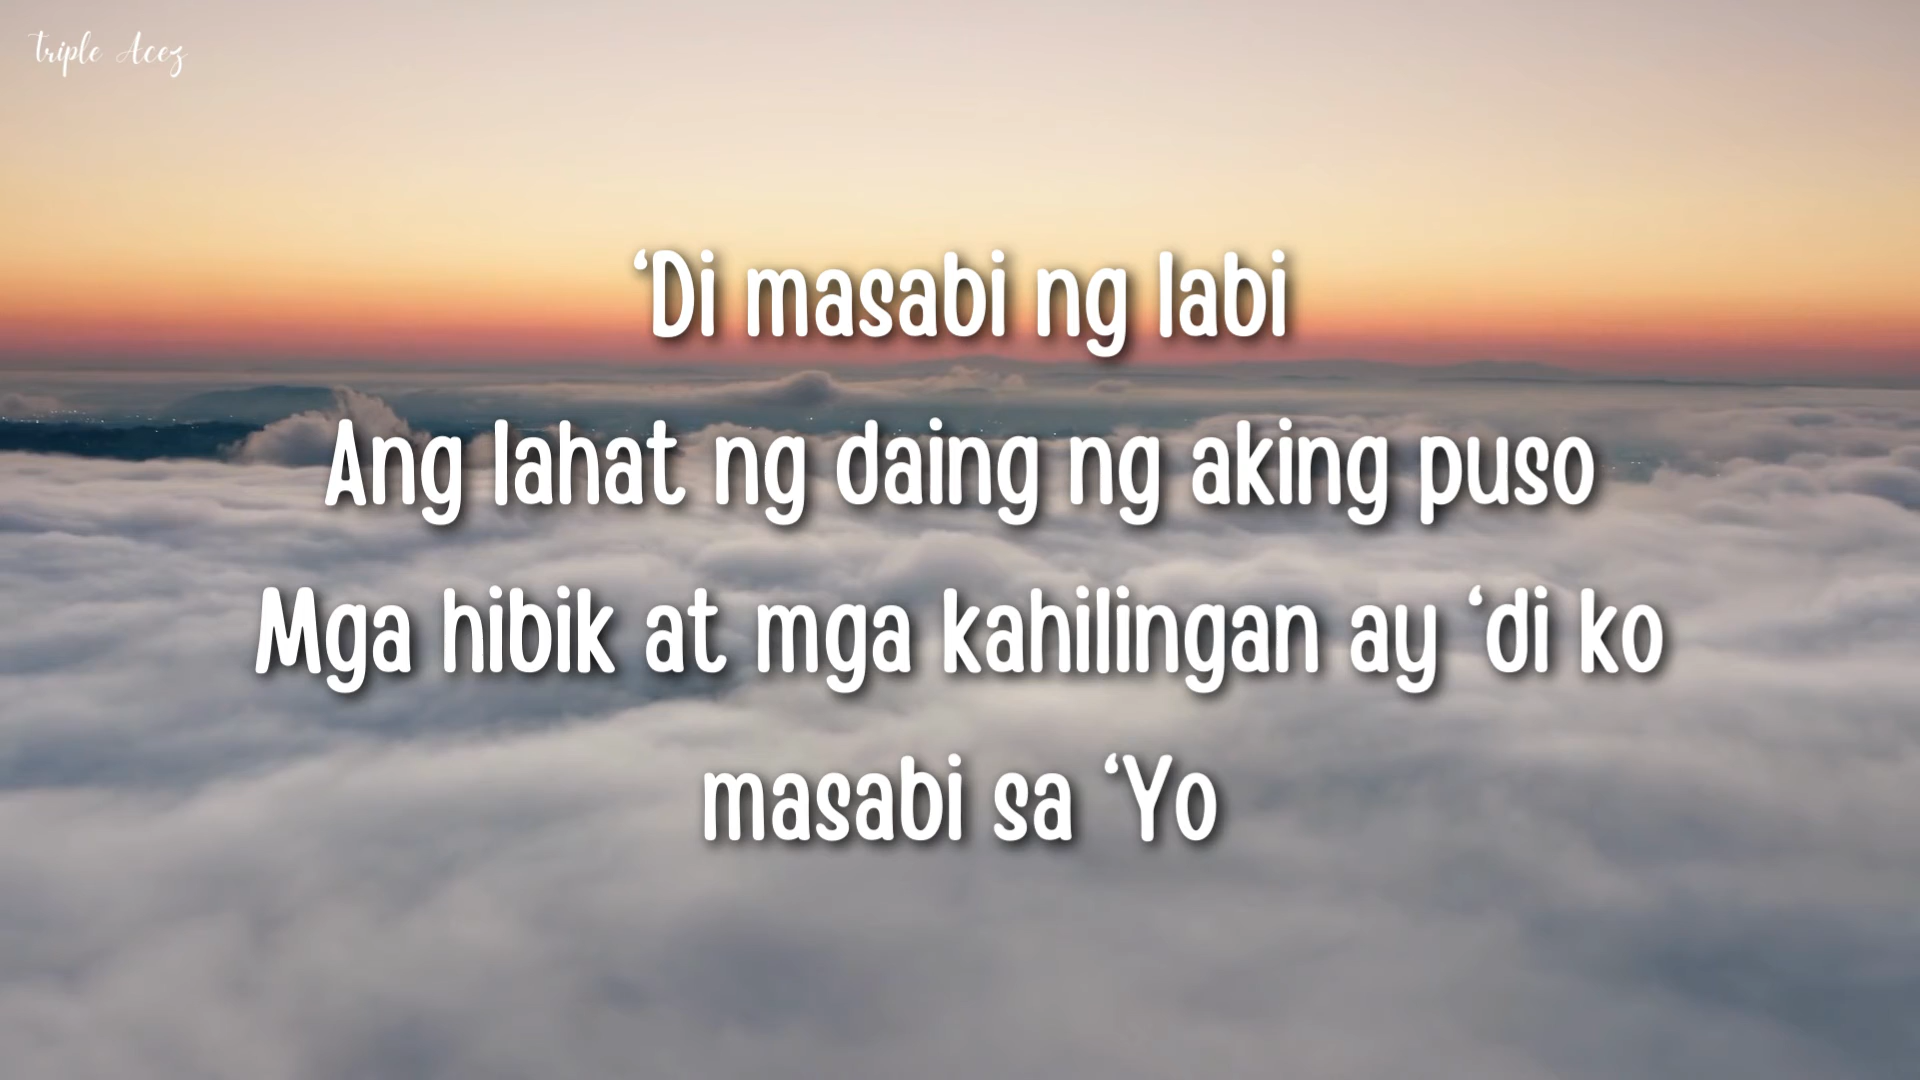 triple Acez
‘Di masabi ng labi
Ang lahat ng daing ng aking puso
Mga hibik at mga kahilingan ay ‘di ko
masabi sa ‘Yo